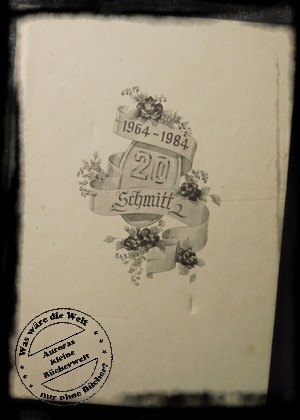 1964-1984
20
Schmitt
Was wäre die Welt
Auroras
kleine
Bücherwelt
nur ohne Bücher?